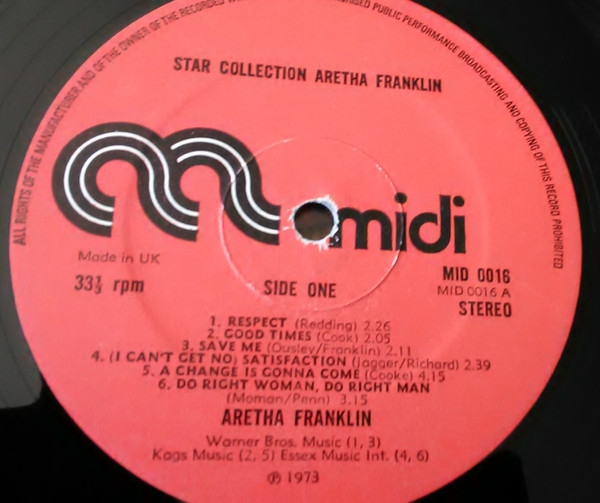 ALL RIGHTS OF THE MANUFACTURER AND OF THE OWNER OF THE RECORDED
PUBLIC PERFORMANCE BROADCASTING AND COPYING OF THIS RECORD PROHIBITED
STAR COLLECTION ARETHA FRANKLIN
midi
Made in UK
33⅓ rpm
SIDE ONE
MID 0016
MID 0016 A
STEREO
1. RESPECT (Redding) 2.26
2. GOOD TIMES (Cook) 2.05
3. SAVE ME (Ousley/Franklin) 2.11
4. (I CAN'T GET NO) SATISFACTION (Jagger/Richard) 2.39
5. A CHANGE IS GONNA COME (Cooke) 4.15
6. DO RIGHT WOMAN, DO RIGHT MAN
(Moman/Penn) 3.15
ARETHA FRANKLIN
Warner Bros. Music (1, 3)
Kags Music (2, 5) Essex Music Int. (4, 6)
℗ 1973